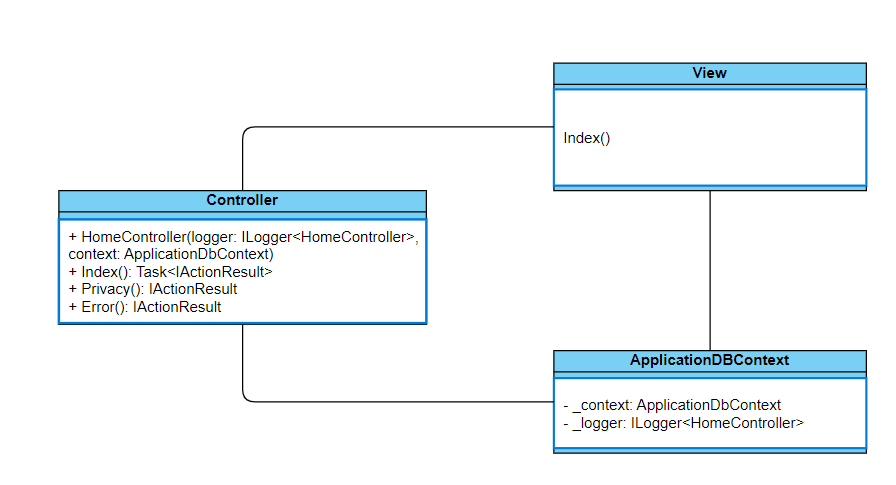 View
Index()
Controller
+ HomeController(logger: ILogger<HomeController>,
context: ApplicationDbContext)
+ Index(): Task<IActionResult>
+ Privacy(): IActionResult
+ Error(): IActionResult
ApplicationDBContext
- _context: ApplicationDbContext
- _logger: ILogger<HomeController>